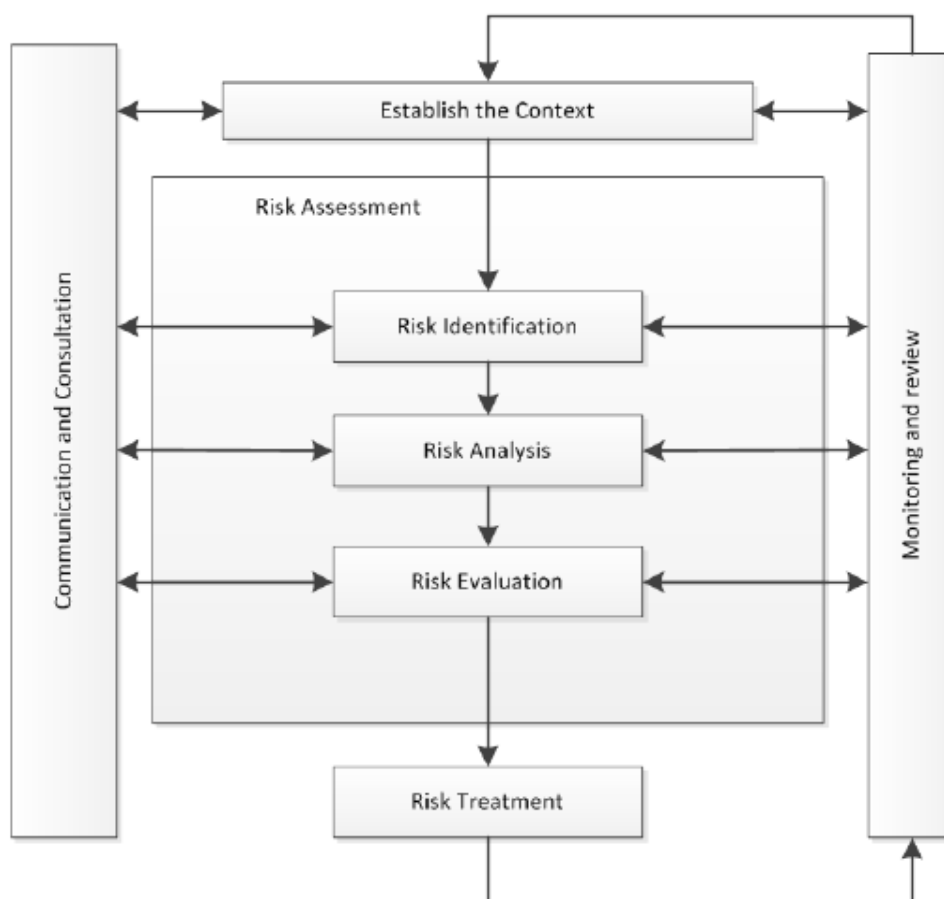 Establish the Context
Risk Assessment
Communication and Consultation
Risk Identification
Risk Analysis
Risk Evaluation
Monitoring and review
Risk Treatment